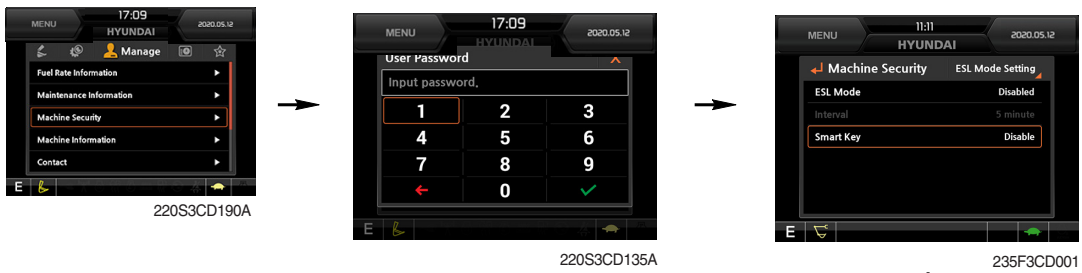 MENU
17:09
HYUNDAI
2020.05.12
Manage
Fuel Rate Information
Maintenance Information
Machine Security
Machine Information
Contact
E
220S3CD190A
MENU
17:09
HYUNDAI
2020.05.12
User Password
X
Input password.
1 2 3
4 5 6
7 8 9
0
E
220S3CD135A
MENU
11:11
HYUNDAI
2020.05.12
Machine Security ESL Mode Setting
ESL Mode Disabled
Interval 5 minute
Smart Key Disable
E
235F3CD001